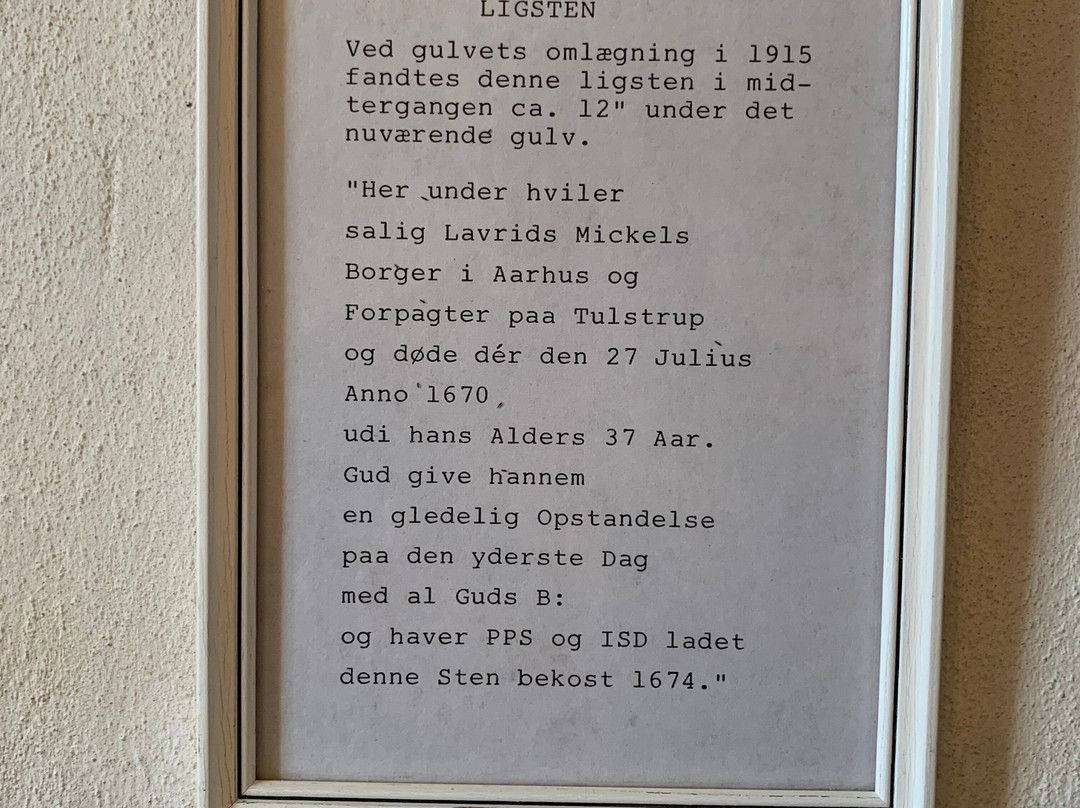 LIGSTEN
Ved gulvets omlægning i 1915
fandtes denne ligsten i mid-
tergangen ca. 12" under det
nuværende gulv.
"Her under hviler
salig Lavrids Mickels
Borger i Aarhus og
Forpagter paa Tulstrup
og døde dér den 27 Julius
Anno 1670,
udi hans Alders 37 Aar.
Gud give hannem
en gledelig Opstandelse
paa den yderste Dag
med al Guds B:
og haver PPS og ISD ladet
denne Sten bekost 1674."